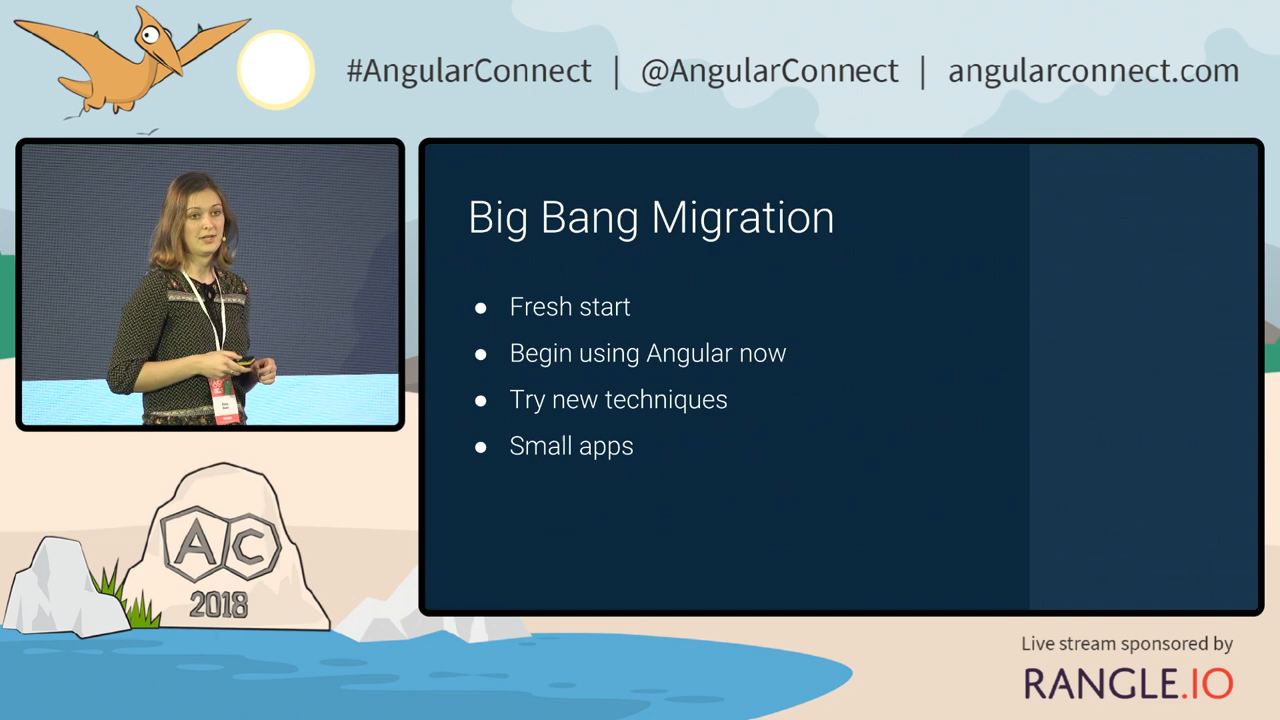 #AngularConnect | @AngularConnect | angularconnect.com
Big Bang Migration
● Fresh start
● Begin using Angular now
● Try new techniques
● Small apps
AC
2018
Live stream sponsored by
RANGLE.IO